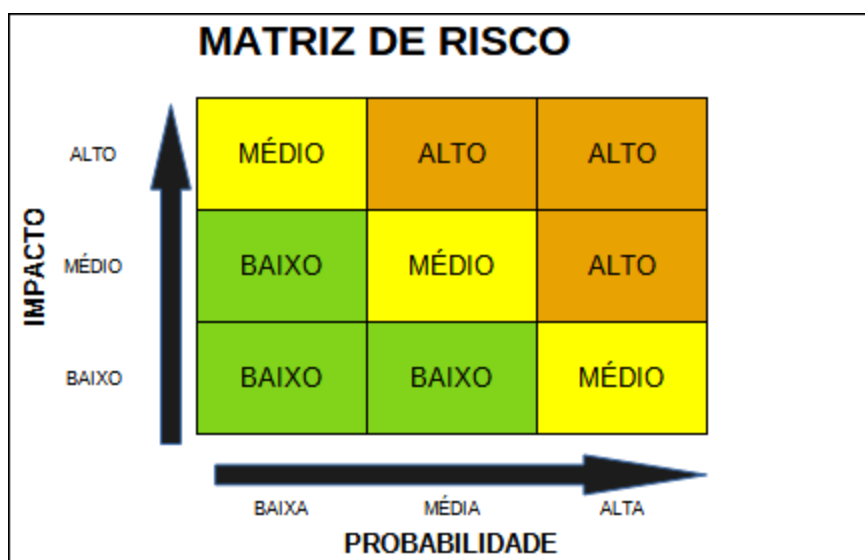 MATRIZ DE RISCO
ALTO MÉDIO ALTO ALTO
IMPACTO
MÉDIO BAIXO MÉDIO ALTO
BAIXO BAIXO BAIXO MÉDIO
BAIXA MÉDIA ALTA
PROBABILIDADE